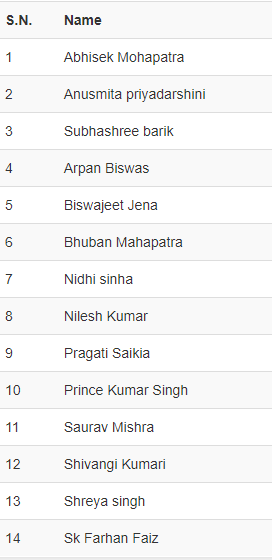 S.N. Name
1 Abhisek Mohapatra
2 Anusmita priyadarshini
3 Subhashree barik
4 Arpan Biswas
5 Biswajeet Jena
6 Bhuban Mahapatra
7 Nidhi sinha
8 Nilesh Kumar
9 Pragati Saikia
10 Prince Kumar Singh
11 Saurav Mishra
12 Shivangi Kumari
13 Shreya singh
14 Sk Farhan Faiz